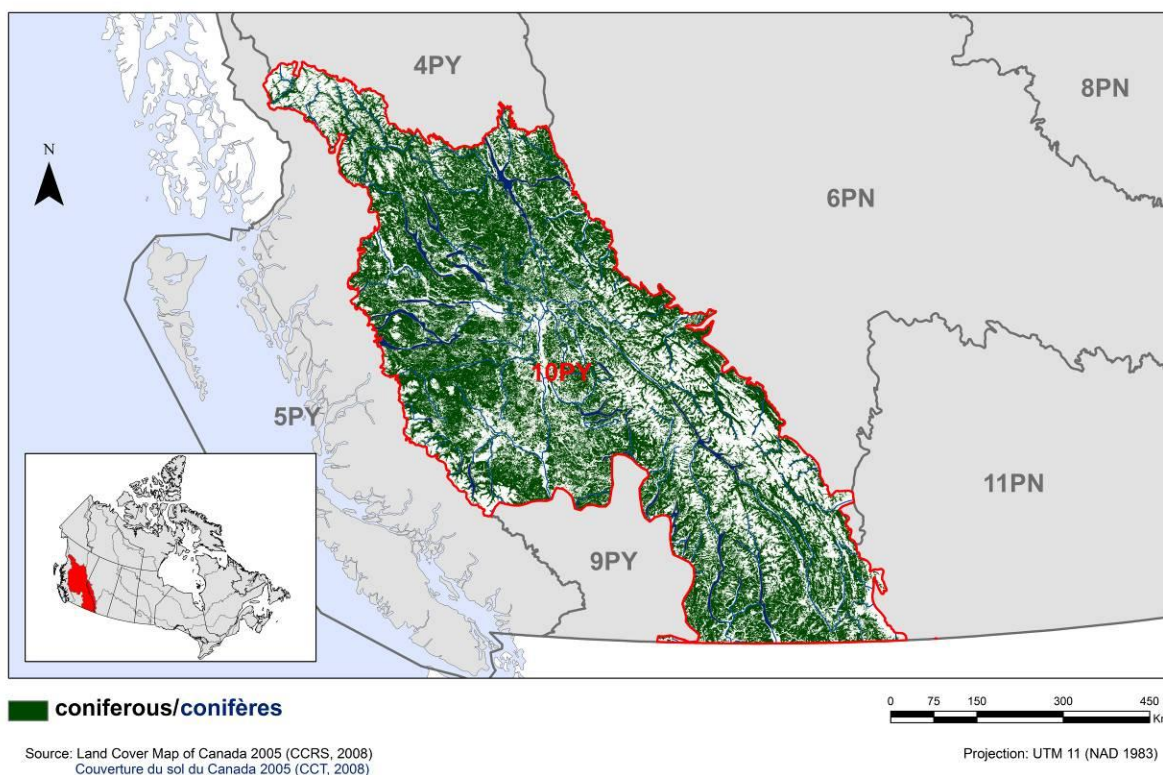 4PY
8PN
N
6PN
10PY
5PY
11PN
9PY
coniferous/conifères
0 75 150 300 450
Km
Source: Land Cover Map of Canada 2005 (CCRS, 2008)
Couverture du sol du Canada 2005 (CCT, 2008)
Projection: UTM 11 (NAD 1983)